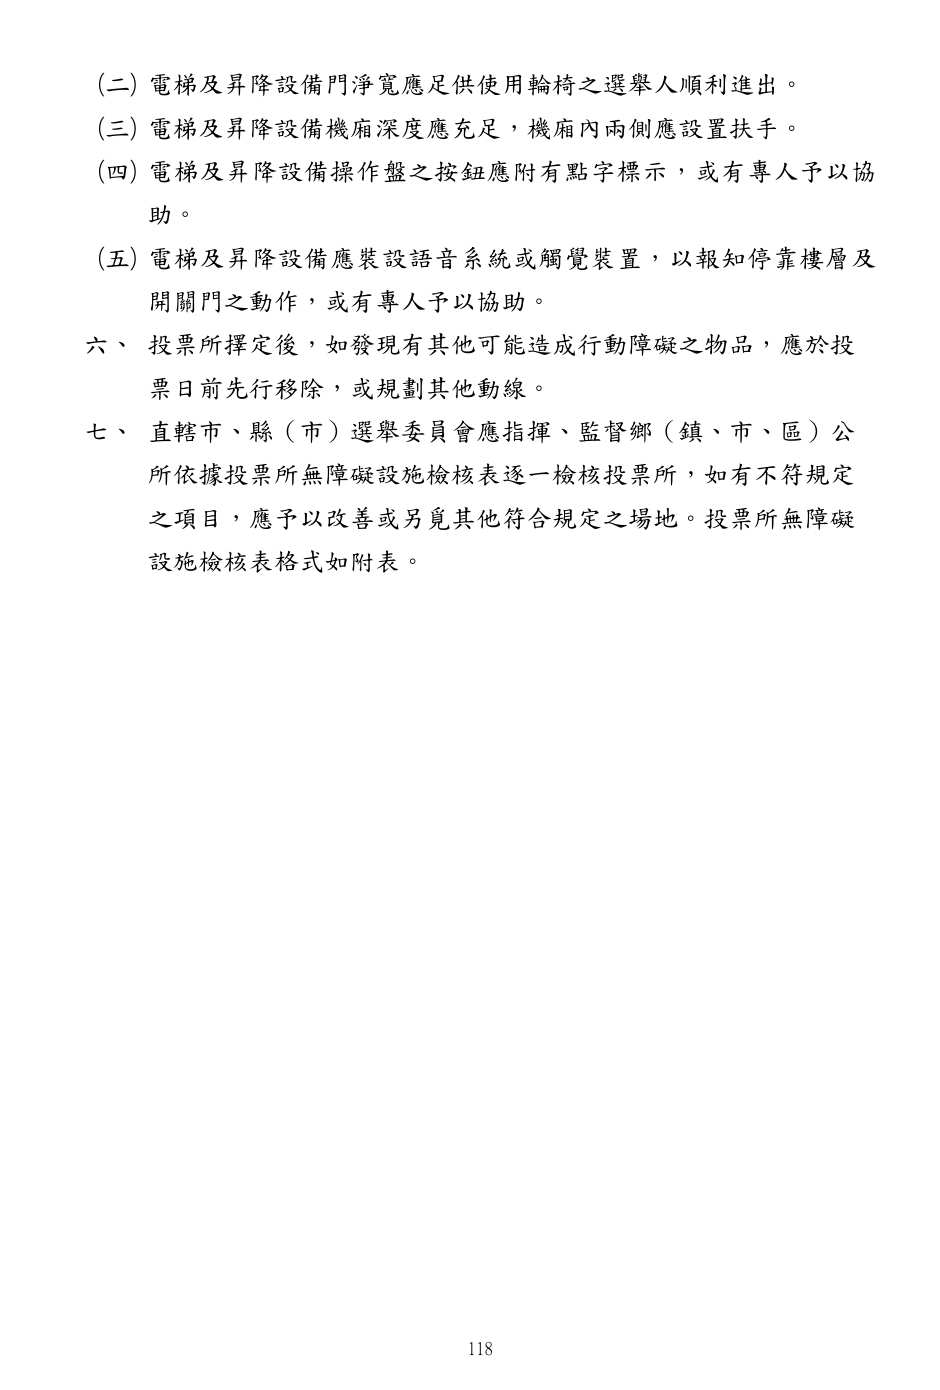 (二) 電梯及昇降設備門淨寬應足供使用輪椅之選舉人順利進出。
(三) 電梯及昇降設備機廂深度應充足，機廂內兩側應設置扶手。
(四) 電梯及昇降設備操作盤之按鈕應附有點字標示，或有專人予以協
助。
(五) 電梯及昇降設備應裝設語音系統或觸覺裝置，以報知停靠樓層及
開關門之動作，或有專人予以協助。
六、 投票所擇定後，如發現有其他可能造成行動障礙之物品，應於投
票日前先行移除，或規劃其他動線。
七、 直轄市、縣（市）選舉委員會應指揮、監督鄉（鎮、市、區）公
所依據投票所無障礙設施檢核表逐一檢核投票所，如有不符規定
之項目，應予以改善或另覓其他符合規定之場地。投票所無障礙
設施檢核表格式如附表。
118